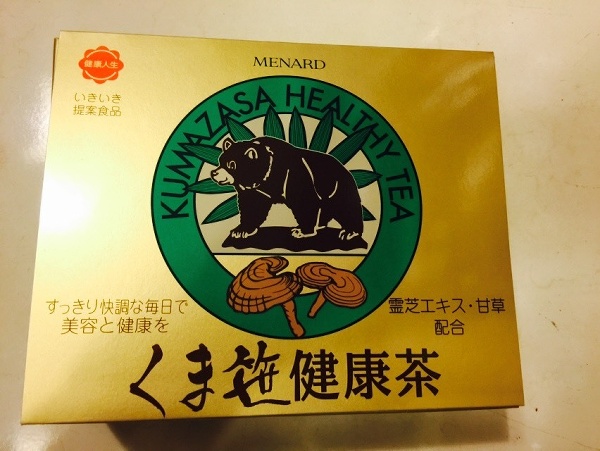 健康人生
いきいき
提案食品
MENARD
KUMAZASA HEALTHY TEA
すっきり快調な毎日で
美容と健康を
霊芝エキス・甘草
配合
くま笹健康茶